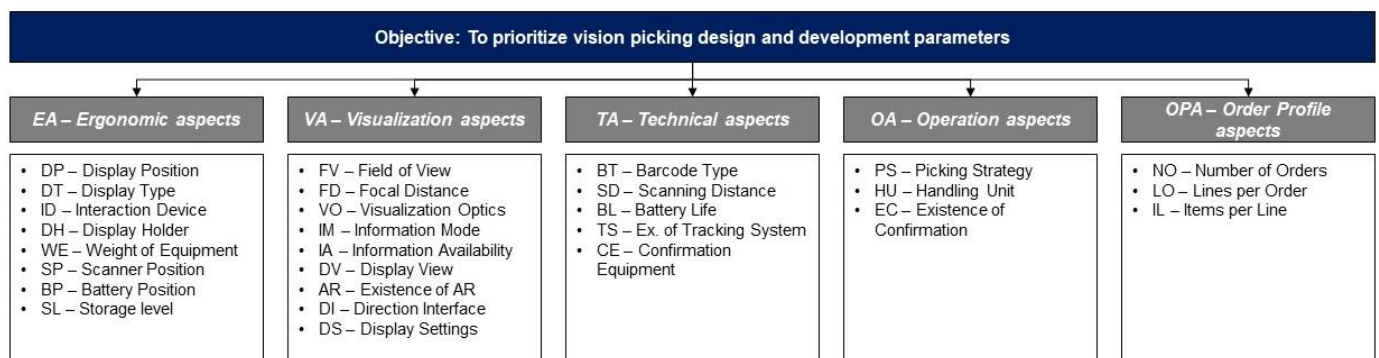 Objective: To prioritize vision picking design and development parameters
EA – Ergonomic aspects
• DP – Display Position
• DT – Display Type
• ID – Interaction Device
• DH – Display Holder
• WE – Weight of Equipment
• SP – Scanner Position
• BP – Battery Position
• SL – Storage level
VA – Visualization aspects
• FV – Field of View
• FD – Focal Distance
• VO – Visualization Optics
• IM – Information Mode
• IA – Information Availability
• DV – Display View
• AR – Existence of AR
• DI – Direction Interface
• DS – Display Settings
TA – Technical aspects
• BT – Barcode Type
• SD – Scanning Distance
• BL – Battery Life
• TS – Ex. of Tracking System
• CE – Confirmation
Equipment
OA – Operation aspects
• PS – Picking Strategy
• HU – Handling Unit
• EC – Existence of
Confirmation
OPA – Order Profile
aspects
• NO – Number of Orders
• LO – Lines per Order
• IL – Items per Line